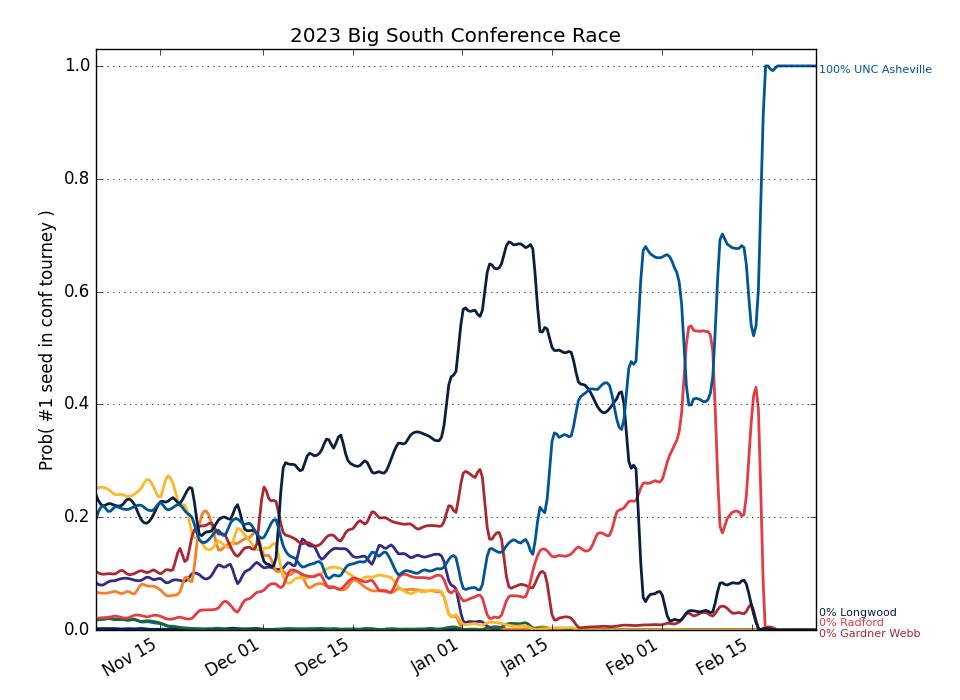 2023 Big South Conference Race
Prob( #1 seed in conf tourney )
1.0
0.8
0.6
0.4
0.2
0.0
Nov 15
Dec 01
Dec 15
Jan 01
Jan 15
Feb 01
Feb 15
100% UNC Asheville
0% Longwood
0% Radford
0% Gardner Webb